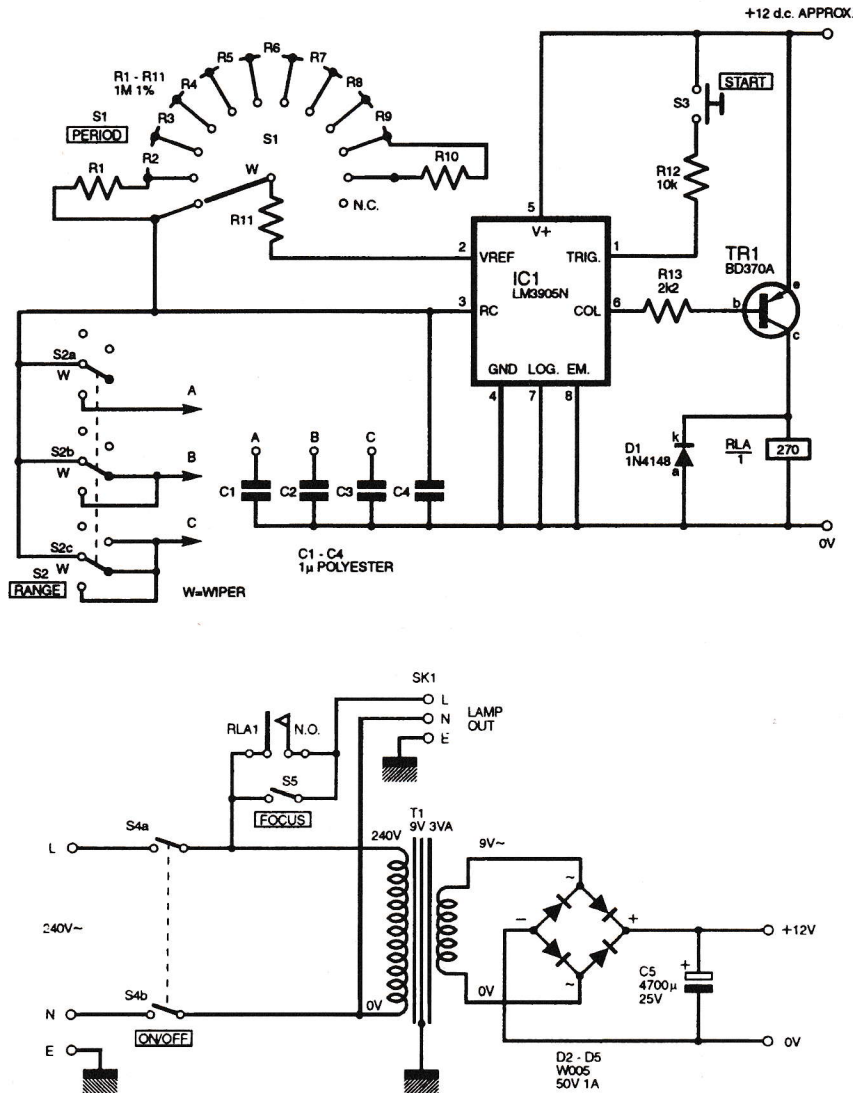 +12 d.c. APPROX.
R1 - R11
1M 1%
S1
PERIOD
R1
R2
R3
R4
R5
R6
R7
R8
R9
R10
S1
W
N.C.
R11
S3
START
R12
10k
5
V+
2
VREF
TRIG.
1
IC1
LM3905N
3
RC
COL
6
GND
LOG.
EM.
4
7
8
R13
2k2
TR1
BD370A
b
e
c
D1
1N4148
k
a
RLA
1
270
0V
S2a
W
A
S2b
W
B
S2c
W
C
S2
RANGE
W=WIPER
A
B
C
C1
C2
C3
C4
C1 - C4
1µ POLYESTER
SK1
L
N
E
LAMP
OUT
RLA1
N.O.
S5
FOCUS
T1
9V 3VA
S4a
L
240V
9V~
240V~
~
-
+
~
+12V
C5
4700µ
25V
+
N
S4b
0V
0V
ON/OFF
E
0V
D2 - D5
W005
50V 1A